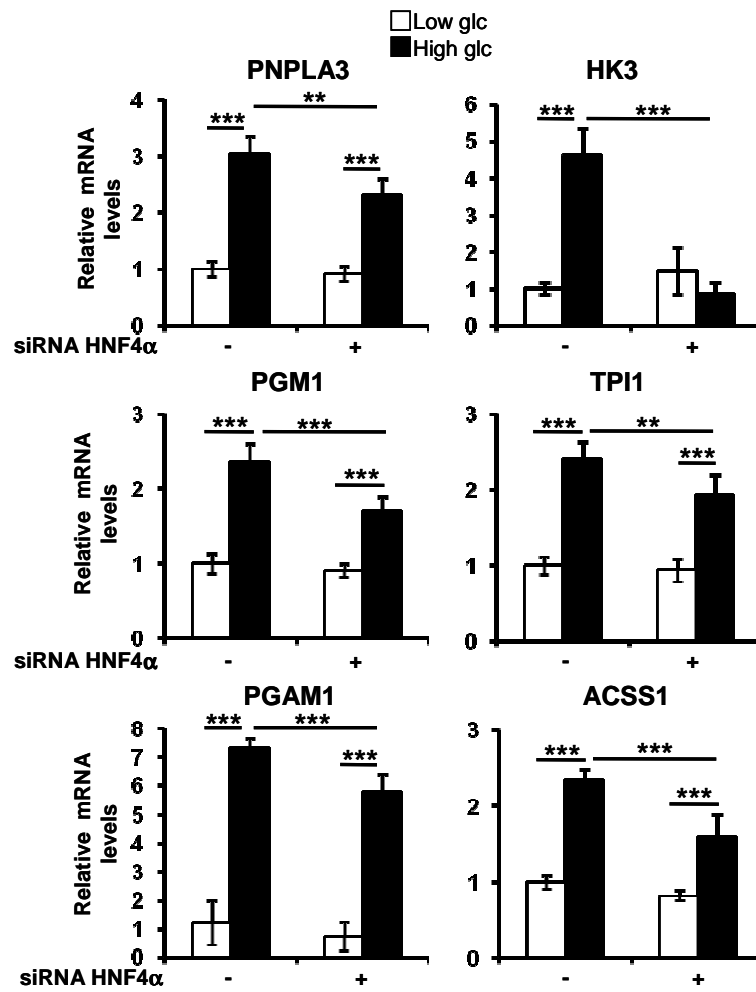 Low glc
High glc
PNPLA3
HK3
Relative mRNA
levels
4
3
2
1
0
*** ** ***
6
5
4
3
2
1
0
*** ***
siRNA HNF4α - + - +
PGM1
TPI1
Relative mRNA
levels
3
2
1
0
*** *** ***
3
2
1
0
*** ** ***
siRNA HNF4α - + - +
PGAM1
ACSS1
Relative mRNA
levels
8
7
6
5
4
3
2
1
0
*** *** ***
3
2
1
0
*** *** ***
siRNA HNF4α - + - +